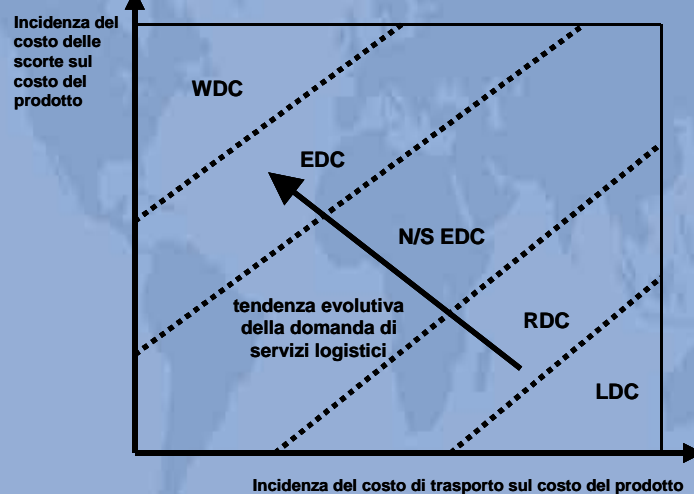 Incidenza del
costo delle
scorte sul
costo del
prodotto
WDC
EDC
N/S EDC
tendenza evolutiva
della domanda di
servizi logistici
RDC
LDC
Incidenza del costo di trasporto sul costo del prodotto